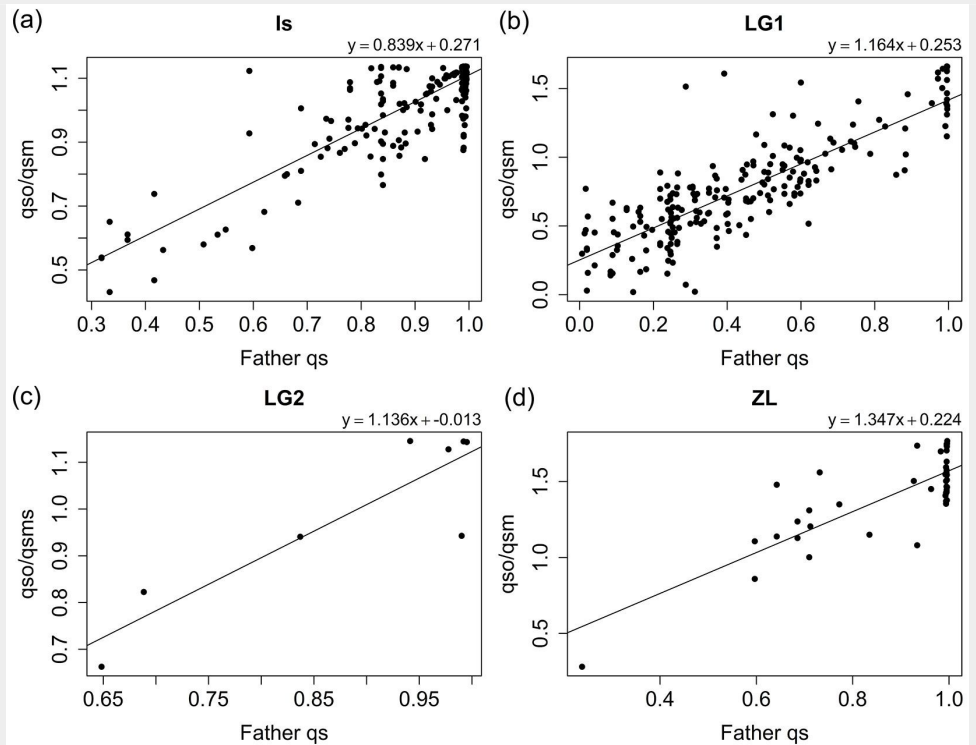 (a)
Is
y = 0.839x + 0.271
qso/qsm
1.1
0.9
0.7
0.5
0.3 0.4 0.5 0.6 0.7 0.8 0.9 1.0
Father qs
(b)
LG1
y = 1.164x + 0.253
qso/qsm
1.5
1.0
0.5
0.0
0.0 0.2 0.4 0.6 0.8 1.0
Father qs
(c)
LG2
y = 1.136x + -0.013
qso/qsms
1.1
1.0
0.9
0.8
0.7
0.65 0.75 0.85 0.95
Father qs
(d)
ZL
y = 1.347x + 0.224
qso/qsm
1.5
1.0
0.5
0.4 0.6 0.8 1.0
Father qs